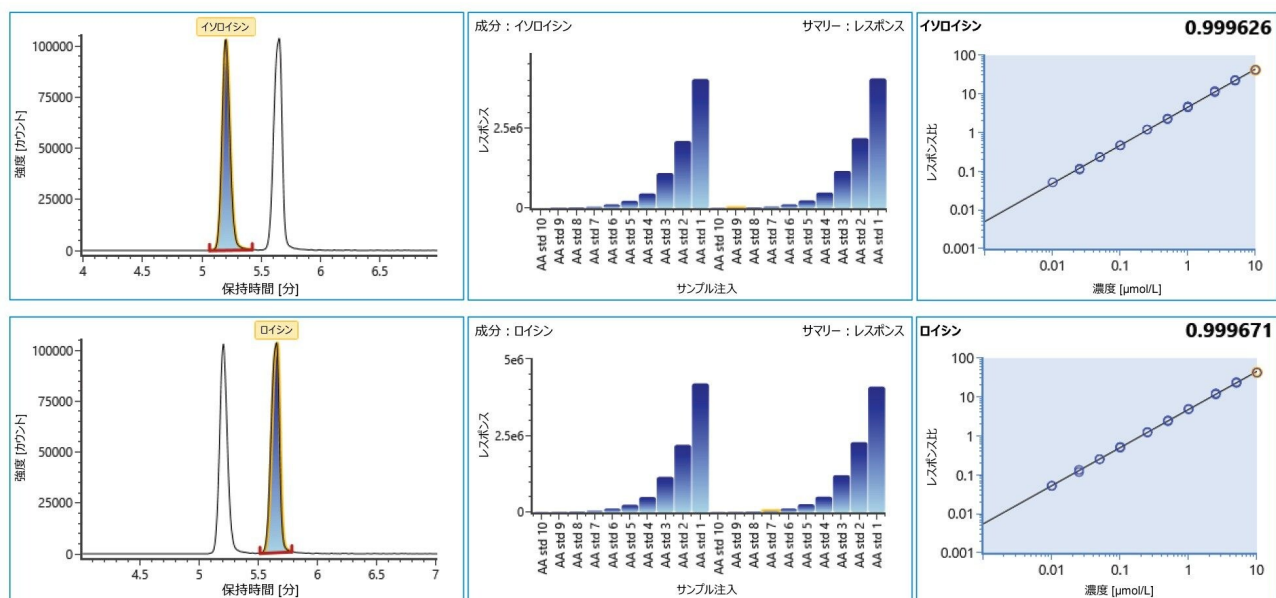 イソロイシン
100000
75000
50000
25000
0
強度 [カウント]
4
4.5
5
5.5
6
6.5
保持時間 [分]
成分：イソロイシン
サマリー：レスポンス
レスポンス
2.5e6
0
AA std 10
AA std 9
AA std 8
AA std 7
AA std 6
AA std 5
AA std 4
AA std 3
AA std 2
AA std 1
AA std 10
AA std 9
AA std 8
AA std 7
AA std 6
AA std 5
AA std 4
AA std 3
AA std 2
AA std 1
サンプル注入
イソロイシン
0.999626
レスポンス比
100
10
1
0.1
0.01
0.001
0.01
0.1
1
10
濃度 [µmol/L]
ロイシン
100000
75000
50000
25000
0
強度 [カウント]
4.5
5
5.5
6
6.5
7
保持時間 [分]
成分：ロイシン
サマリー：レスポンス
レスポンス
5e6
2.5e6
0
AA std 10
AA std 9
AA std 8
AA std 7
AA std 6
AA std 5
AA std 4
AA std 3
AA std 2
AA std 1
AA std 10
AA std 9
AA std 8
AA std 7
AA std 6
AA std 5
AA std 4
AA std 3
AA std 2
AA std 1
サンプル注入
ロイシン
0.999671
レスポンス比
100
10
1
0.1
0.01
0.001
0.01
0.1
1
10
濃度 [µmol/L]